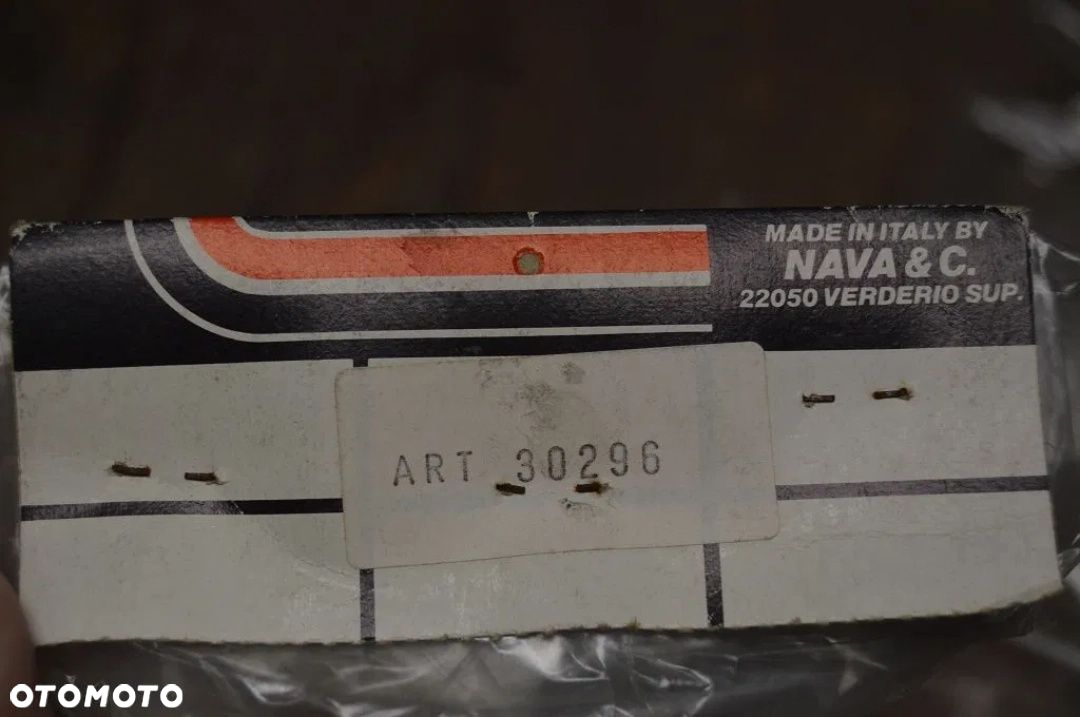 MADE IN ITALY BY
NAVA & C.
22050 VERDERIO SUP.
ART 30296
OTOMOTO